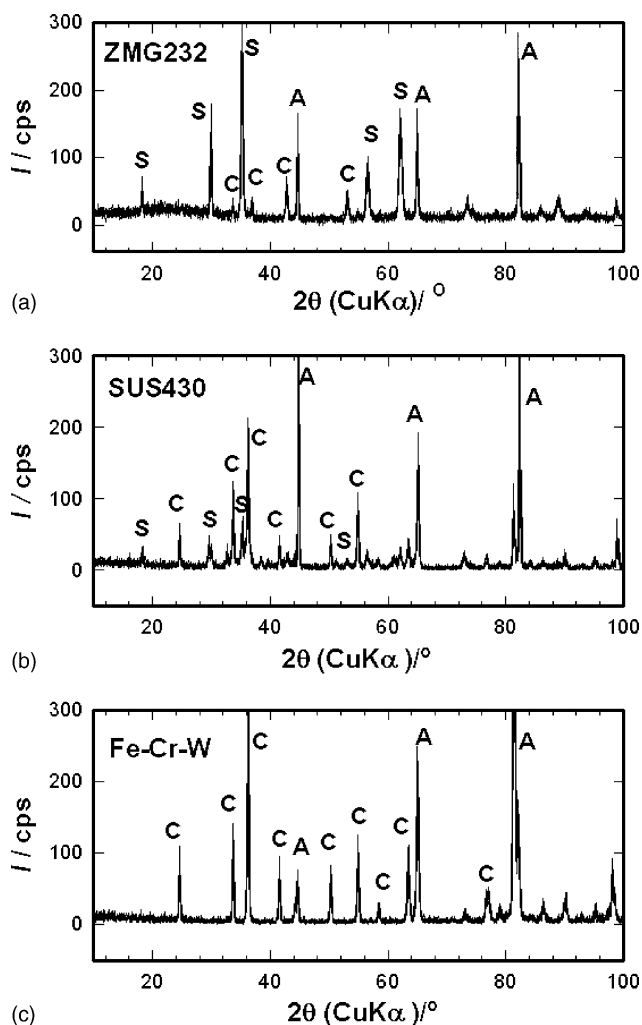 300
ZMG232
S
A
S
S
A
200
S
S
I / cps
100
S
C
C
C
C
0
20
40
60
80
100
2θ (CuKα)/ °
(a)
300
SUS430
A
A
A
200
C
I / cps
C
C
100
C
S
S
S
C
C
S
0
20
40
60
80
100
2θ (CuKα )/°
(b)
300
Fe-Cr-W
C
A
A
200
I / cps
C
C
C
C
A
C
C
100
C
C
0
20
40
60
80
100
2θ (CuKα)/°
(c)